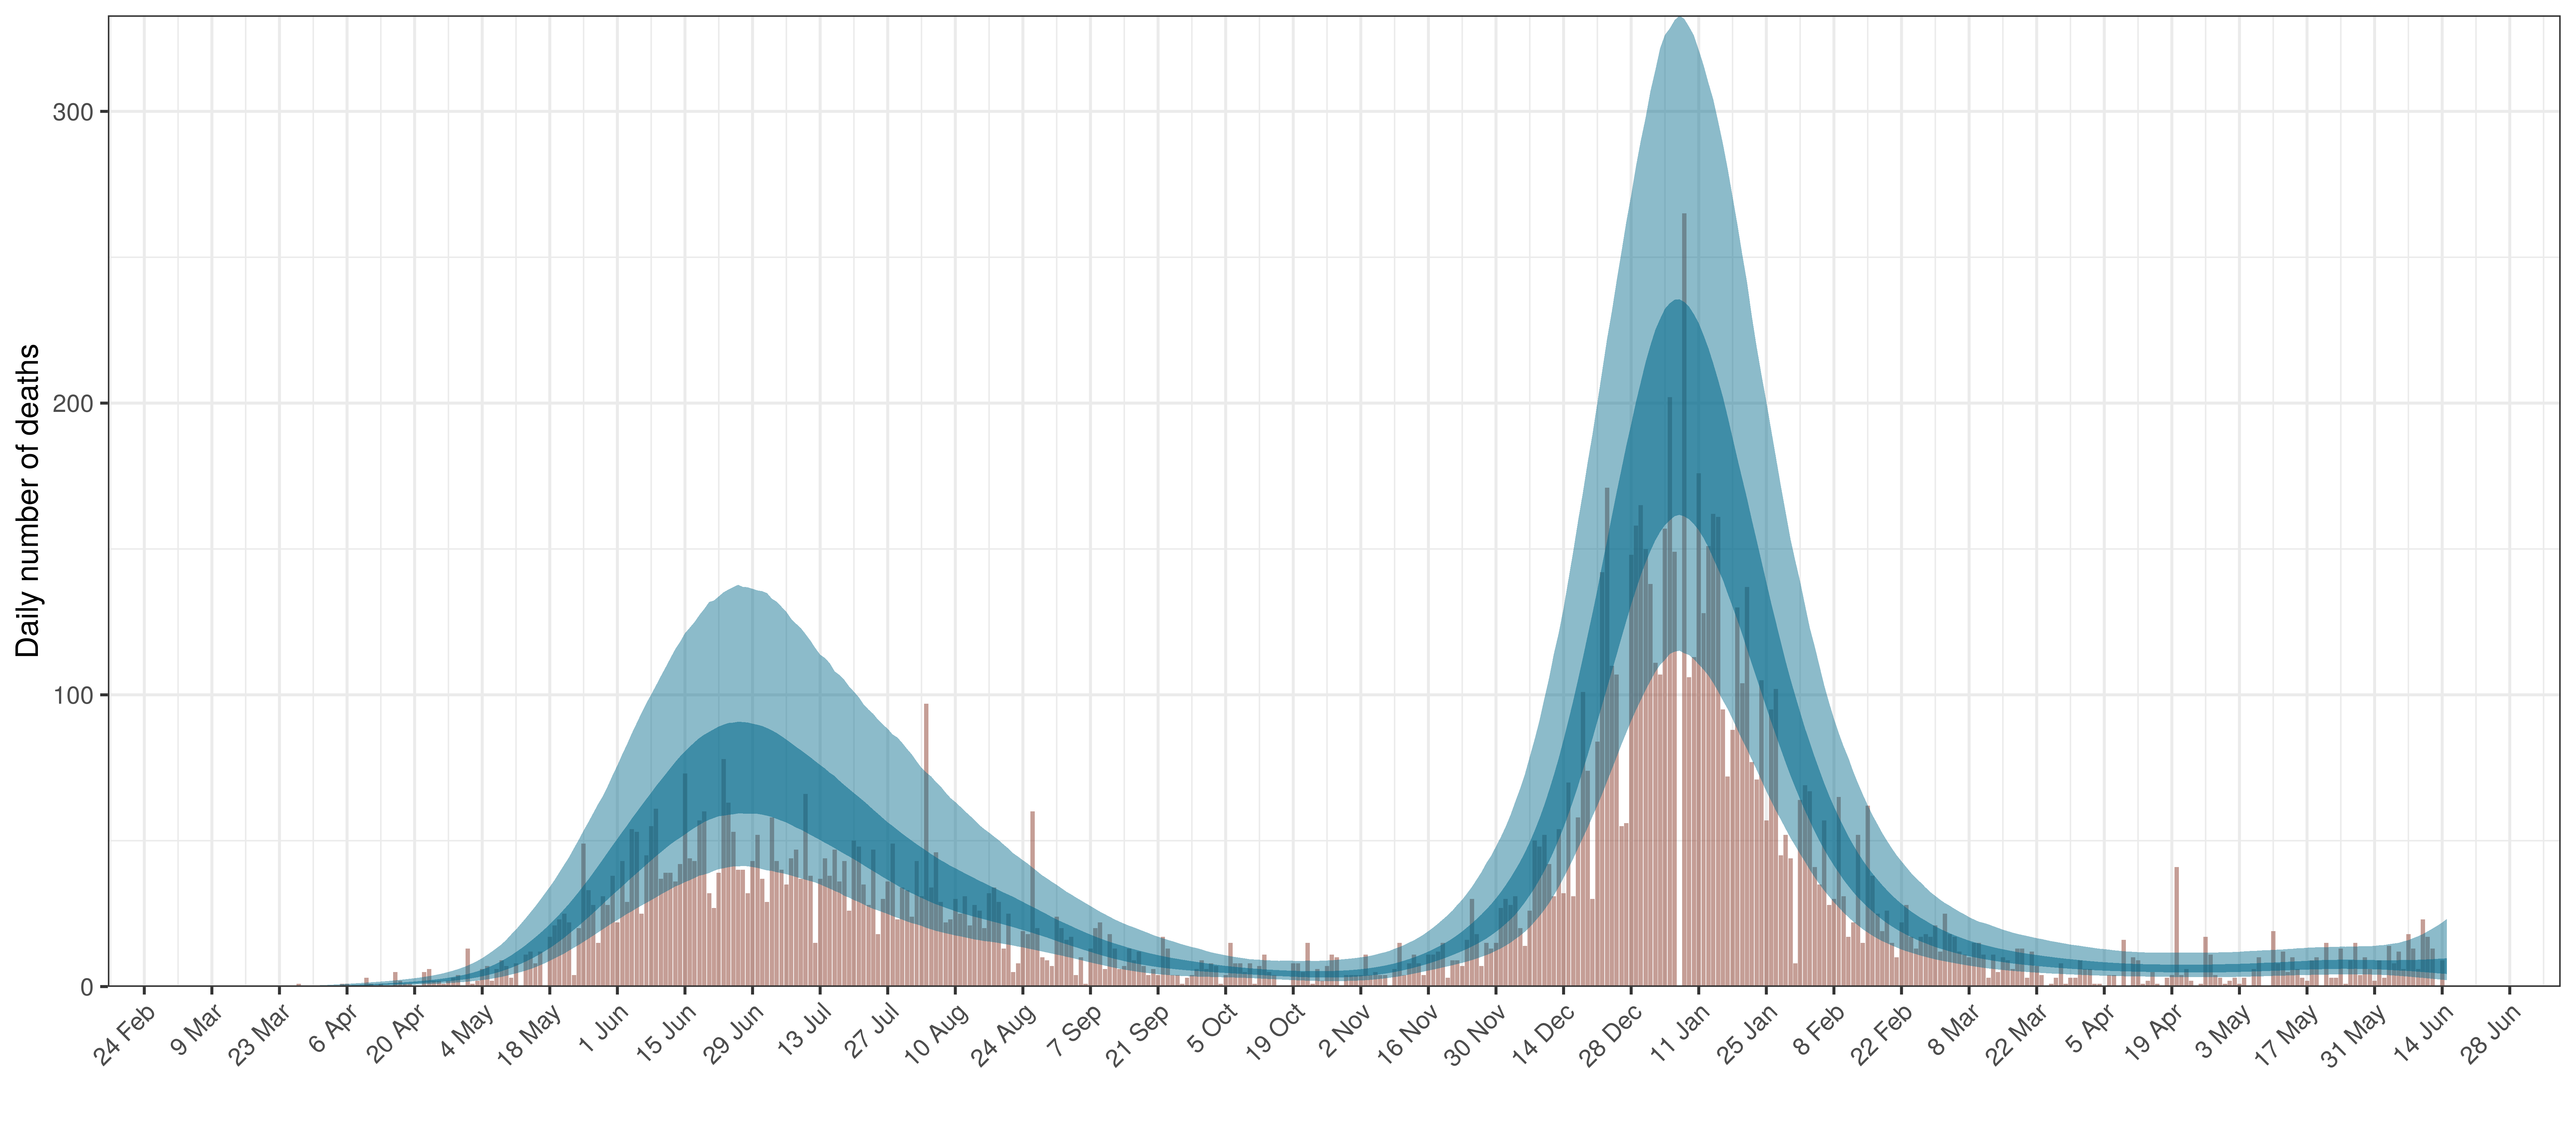 Daily number of deaths
300
200
100
0
24 Feb
9 Mar
23 Mar
6 Apr
20 Apr
4 May
18 May
1 Jun
15 Jun
29 Jun
13 Jul
27 Jul
10 Aug
24 Aug
7 Sep
21 Sep
5 Oct
19 Oct
2 Nov
16 Nov
30 Nov
14 Dec
28 Dec
11 Jan
25 Jan
8 Feb
22 Feb
8 Mar
22 Mar
5 Apr
19 Apr
3 May
17 May
31 May
14 Jun
28 Jun